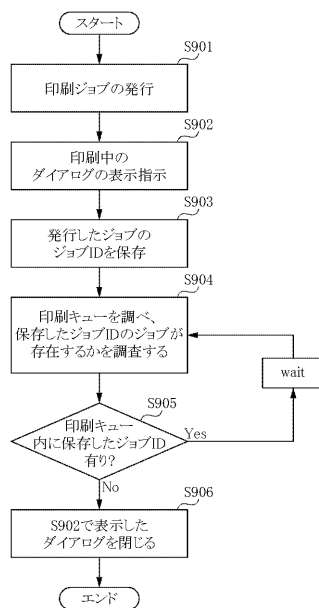 スタート
S901
印刷ジョブの発行
S902
印刷中の
ダイアログの表示指示
S903
発行したジョブの
ジョブIDを保存
S904
印刷キューを調べ、
保存したジョブIDのジョブが
存在するかを調査する
wait
S905
印刷キュー
内に保存したジョブID
有り?
Yes
No
S906
S902で表示した
ダイアログを閉じる
エンド